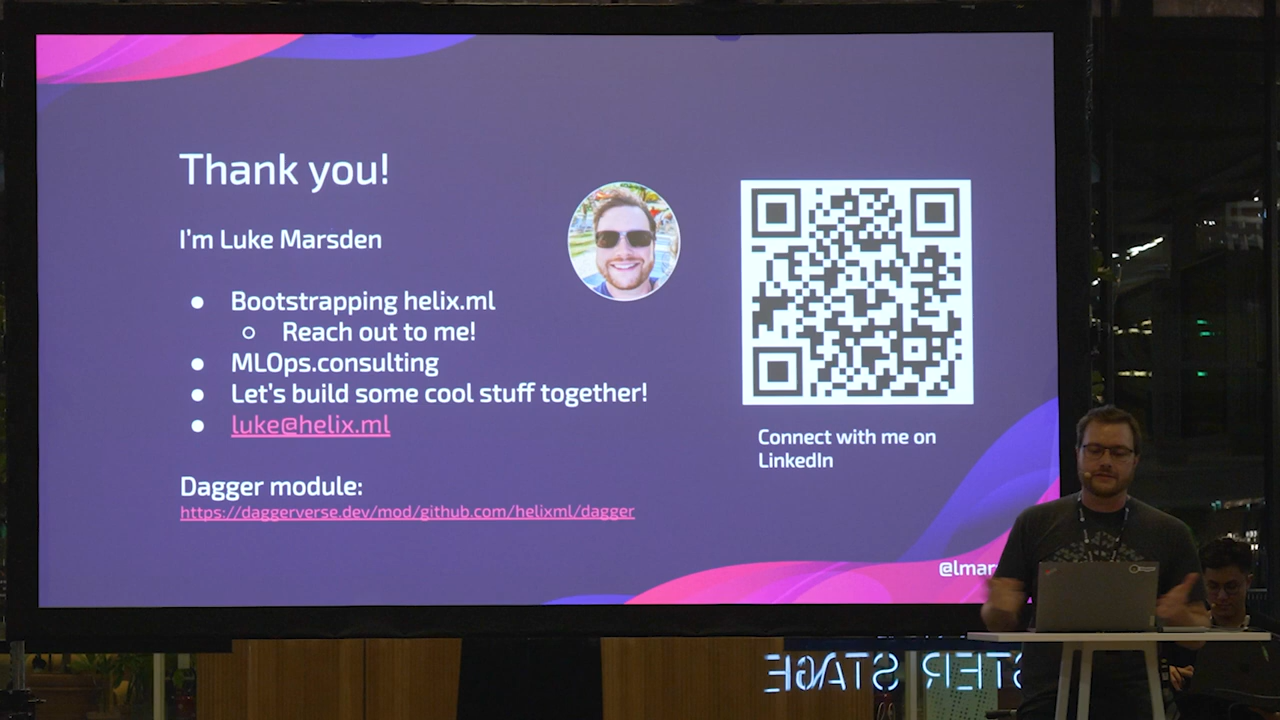 Thank you!
I'm Luke Marsden
● Bootstrapping helix.ml
○ Reach out to me!
● MLOps.consulting
● Let's build some cool stuff together!
● luke@helix.ml
Dagger module:
https://daggerverse.dev/mod/github.com/helixml/dagger
Connect with me on
LinkedIn
STAGE